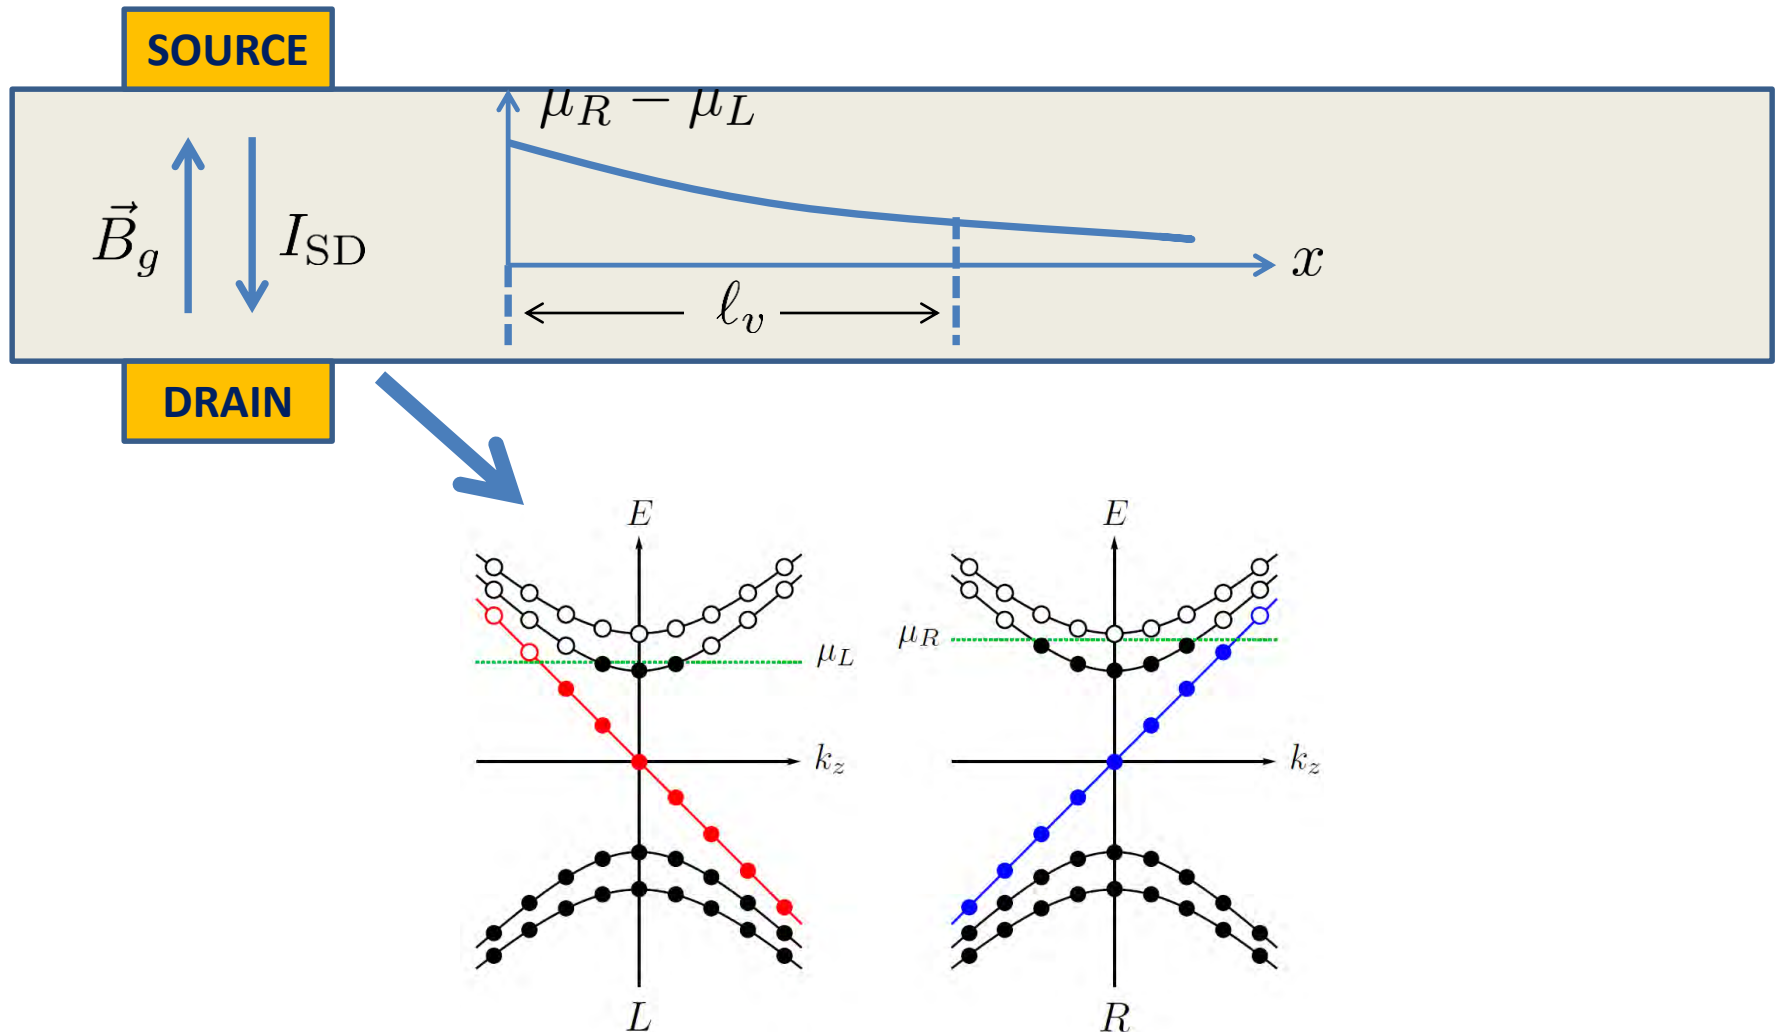 SOURCE
μ_R − μ_L
B⃗_g
I_SD
x
ℓ_v
DRAIN
E
E
μ_R
μ_L
k_z
k_z
L
R